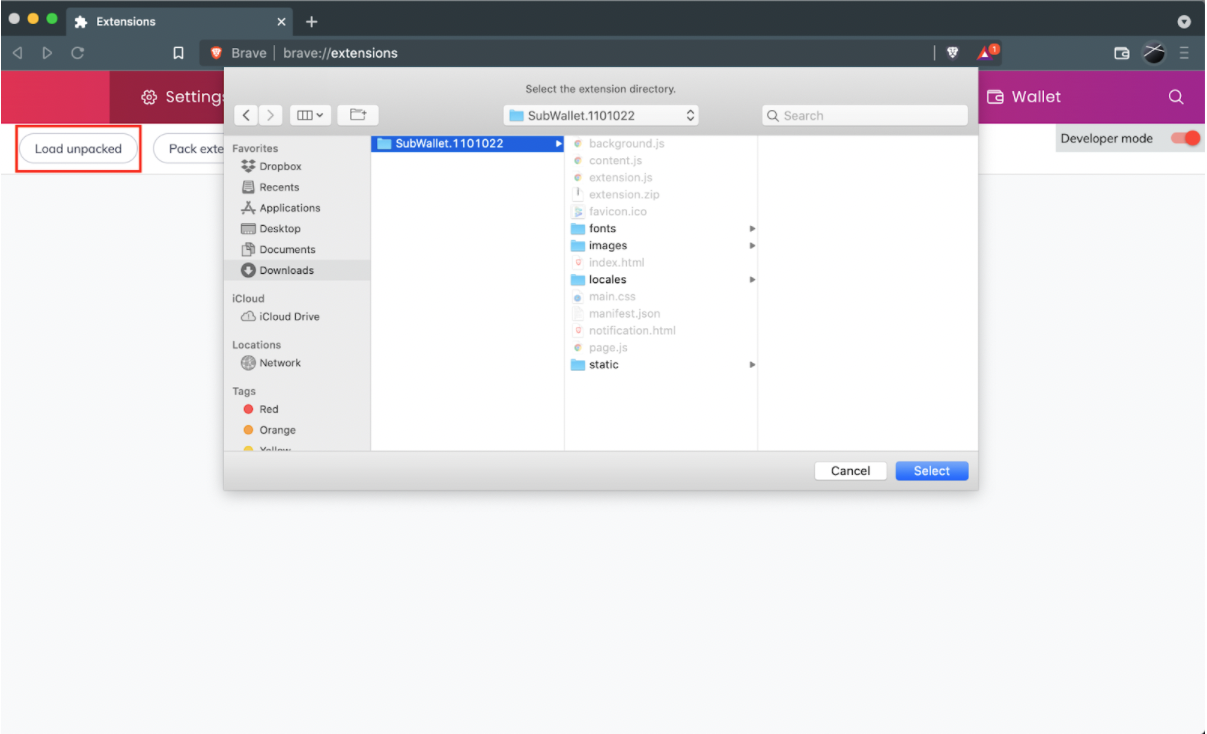 Extensions
Brave | brave://extensions
1
Settings
Wallet
Load unpacked
Pack exte
Developer mode
Select the extension directory.
SubWallet.1101022
Search
Favorites
Dropbox
Recents
Applications
Desktop
Documents
Downloads
iCloud
iCloud Drive
Locations
Network
Tags
Red
Orange
Yellow
SubWallet.1101022
background.js
content.js
extension.js
extension.zip
favicon.ico
fonts
images
index.html
locales
main.css
manifest.json
notification.html
page.js
static
Cancel
Select